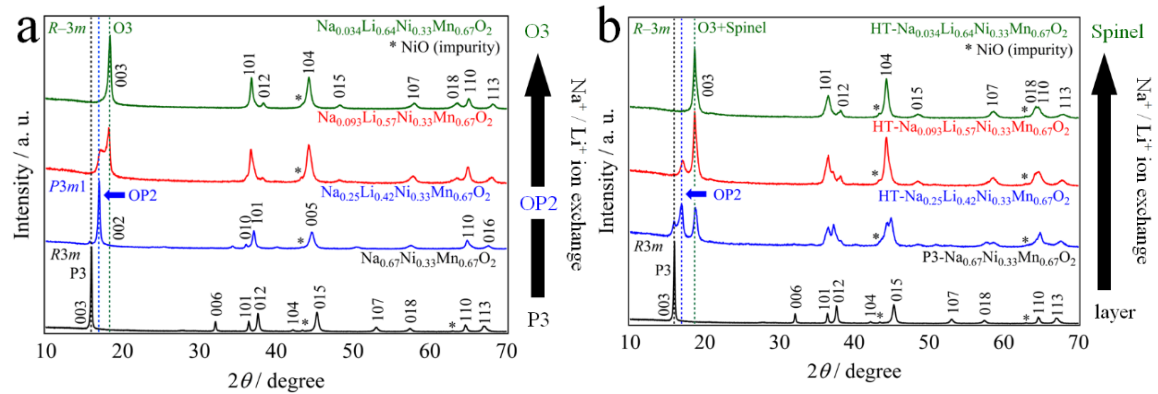 a
R–3m
O3
Na0.034Li0.64Ni0.33Mn0.67O2
* NiO (impurity)
003
101
012
104
015
107
018
110
113
*
Na0.093Li0.57Ni0.33Mn0.67O2
*
P3m1
OP2
Na0.25Li0.42Ni0.33Mn0.67O2
002
010
101
005
110
016
*
R3m
P3
Na0.67Ni0.33Mn0.67O2
003
006
101
012
104
*
015
107
018
*
110
113
10 20 30 40 50 60 70
2θ / degree
Intensity / a. u.
O3
OP2
P3
Na+ / Li+ ion exchange
b
R–3m
O3+Spinel
HT-Na0.034Li0.64Ni0.33Mn0.67O2
* NiO (impurity)
003
101
012
*
104
015
107
*
018
110
113
HT-Na0.093Li0.57Ni0.33Mn0.67O2
*
*
OP2
HT-Na0.25Li0.42Ni0.33Mn0.67O2
*
*
R3m
P3
P3-Na0.67Ni0.33Mn0.67O2
003
006
101
012
104
*
015
107
018
*
110
113
10 20 30 40 50 60 70
2θ / degree
Intensity / a. u.
Spinel
layer
Na+ / Li+ ion exchange